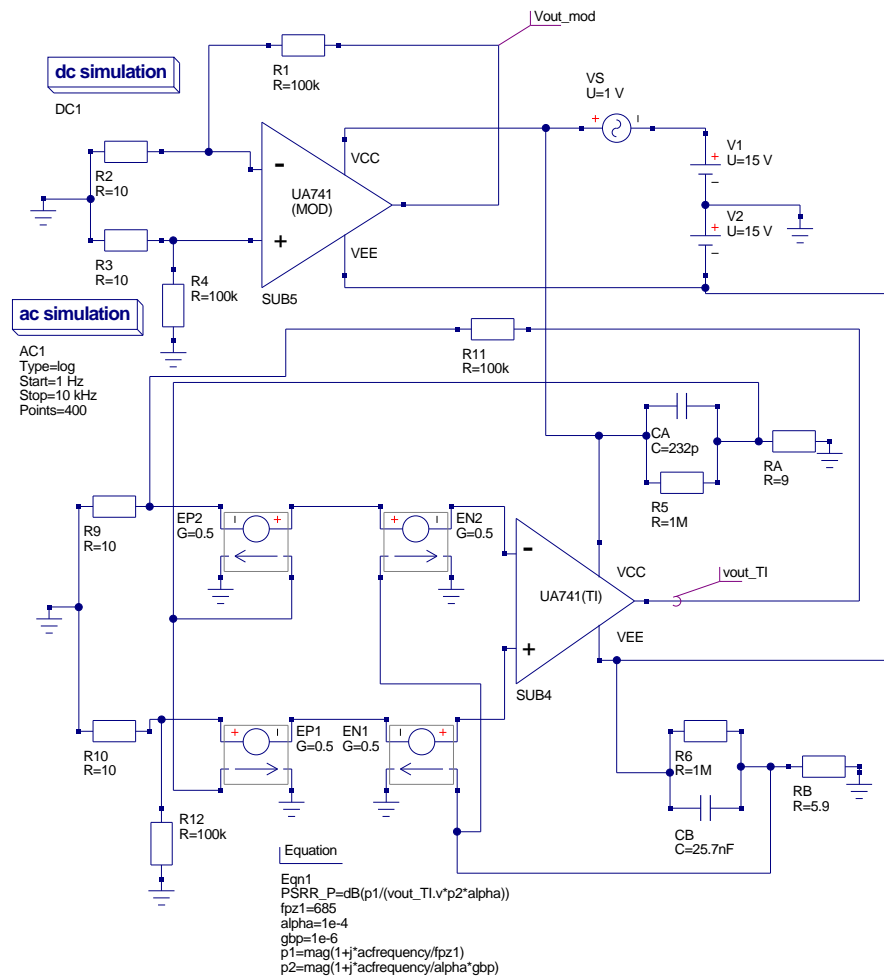 Vout_mod
R1
R=100k
dc simulation
DC1
VS
U=1 V
+
I
R2
R=10
-
VCC
UA741
(MOD)
+
VEE
SUB5
V1
U=15 V
+
-
V2
U=15 V
+
-
R3
R=10
R4
R=100k
ac simulation
AC1
Type=log
Start=1 Hz
Stop=10 kHz
Points=400
R11
R=100k
CA
C=232p
RA
R=9
R5
R=1M
R9
R=10
EP2
G=0.5
I
+
+
I
EN2
G=0.5
-
VCC
UA741(TI)
+
VEE
SUB4
vout_TI
R10
R=10
+
I
EP1
G=0.5
EN1
G=0.5
I
+
R6
R=1M
RB
R=5.9
CB
C=25.7nF
R12
R=100k
Equation
Eqn1
PSRR_P=dB(p1/(vout_TI.v*p2*alpha))
fpz1=685
alpha=1e-4
gbp=1e-6
p1=mag(1+j*acfrequency/fpz1)
p2=mag(1+j*acfrequency/alpha*gbp)